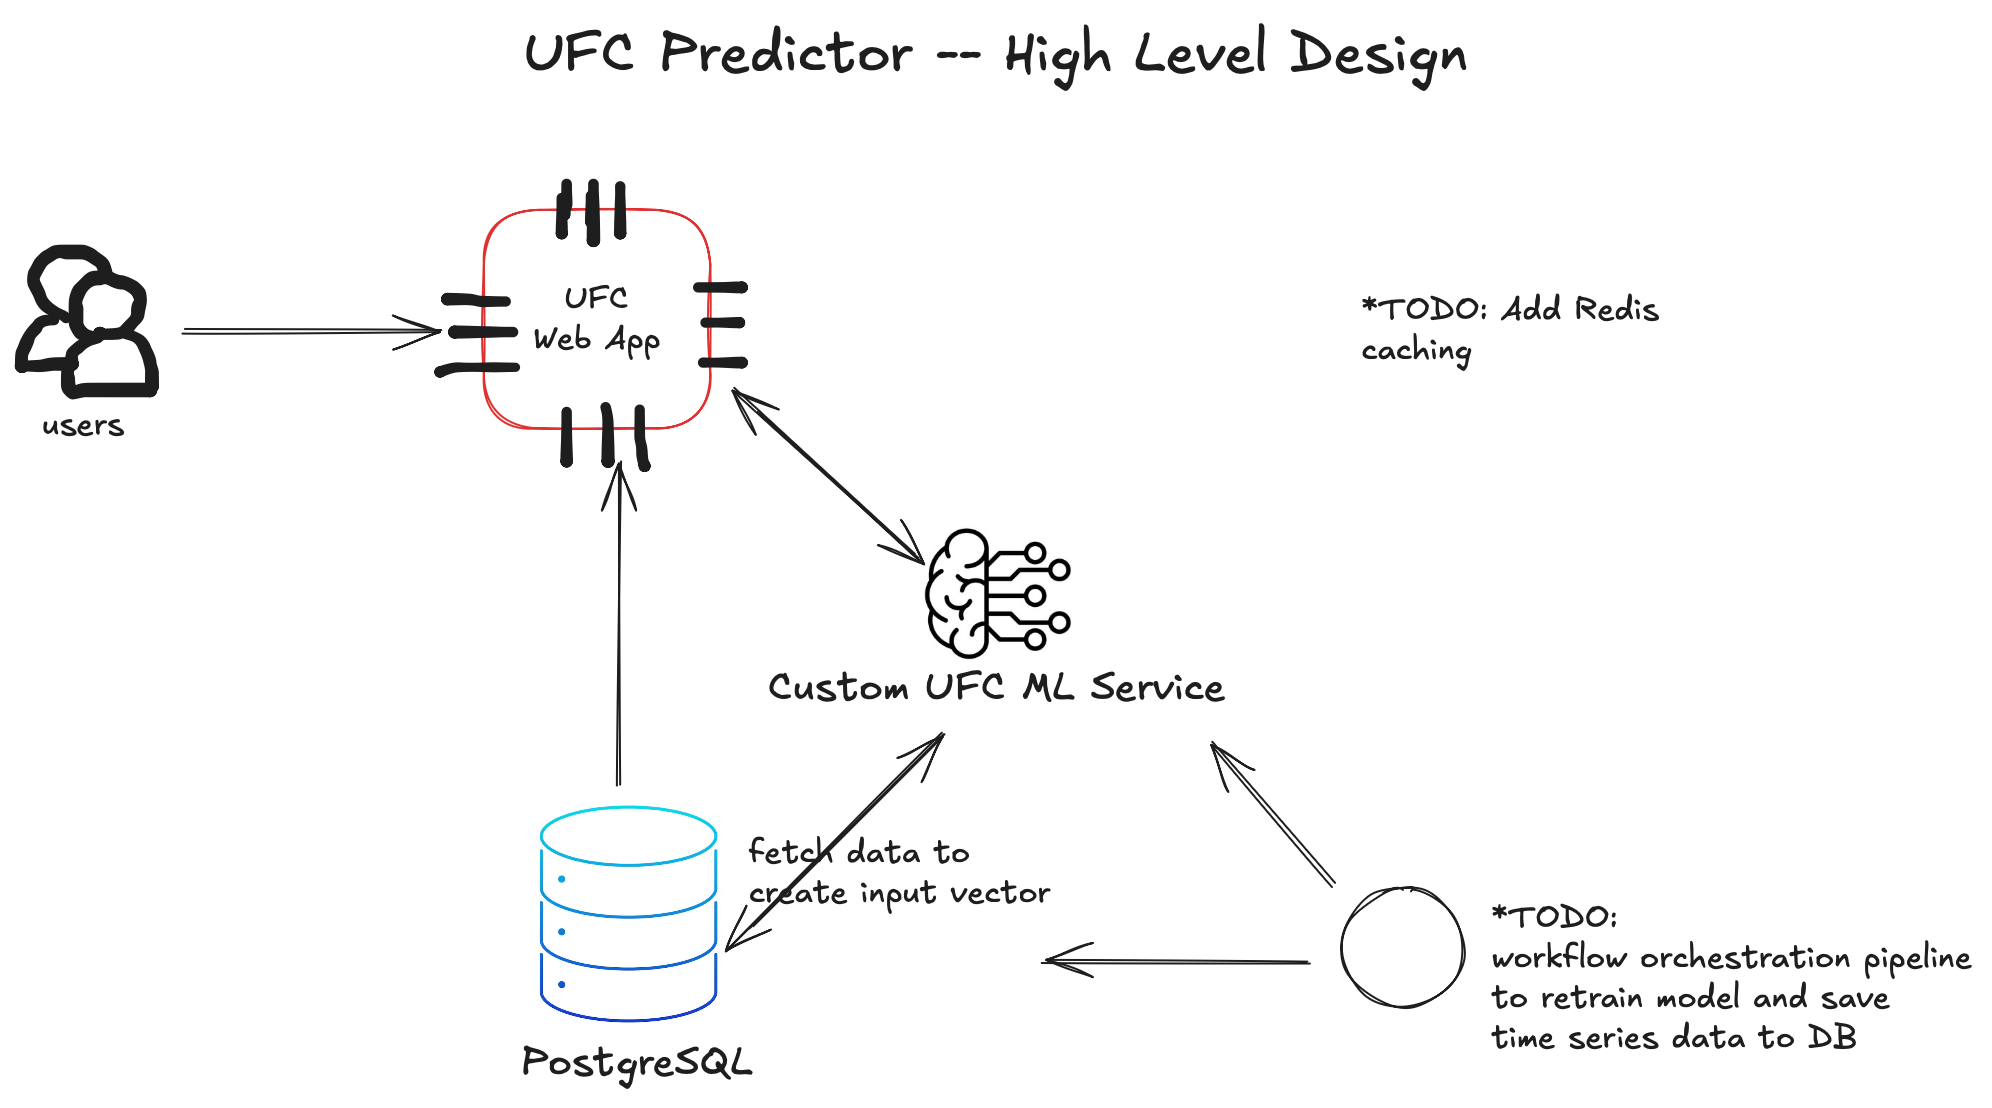 UFC Predictor -- High Level Design
UFC
Web App
users
*TODO: Add Redis
caching
Custom UFC ML Service
fetch data to
create input vector
*TODO:
workflow orchestration pipeline
to retrain model and save
time series data to DB
PostgreSQL